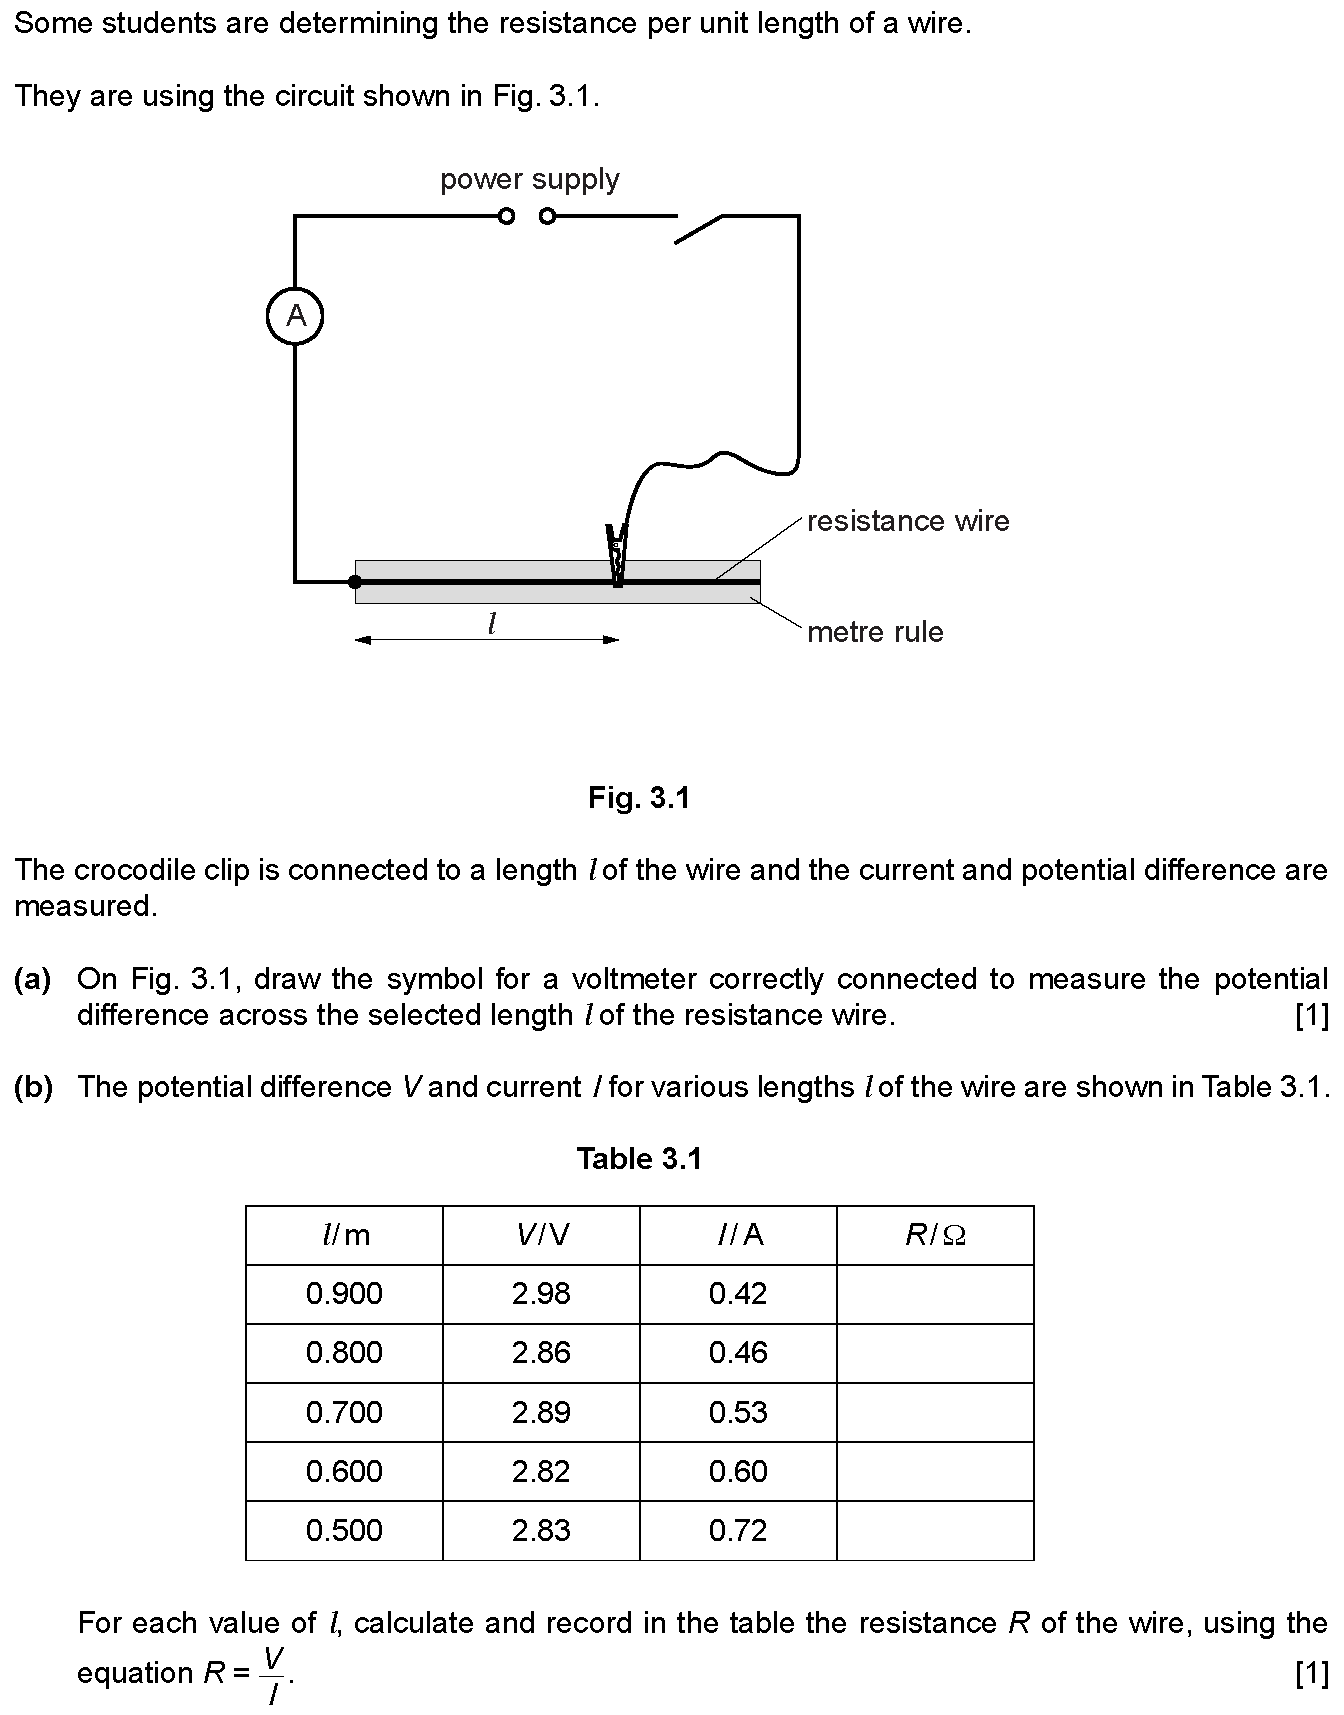 Some students are determining the resistance per unit length of a wire.
They are using the circuit shown in Fig. 3.1.
power supply
A
resistance wire
l
metre rule
Fig. 3.1
The crocodile clip is connected to a length l of the wire and the current and potential difference are
measured.
(a) On Fig. 3.1, draw the symbol for a voltmeter correctly connected to measure the potential
difference across the selected length l of the resistance wire. [1]
(b) The potential difference V and current I for various lengths l of the wire are shown in Table 3.1.
Table 3.1
l/m V/V I/A R/Ω
0.900 2.98 0.42
0.800 2.86 0.46
0.700 2.89 0.53
0.600 2.82 0.60
0.500 2.83 0.72
For each value of l, calculate and record in the table the resistance R of the wire, using the
equation R = V/I. [1]